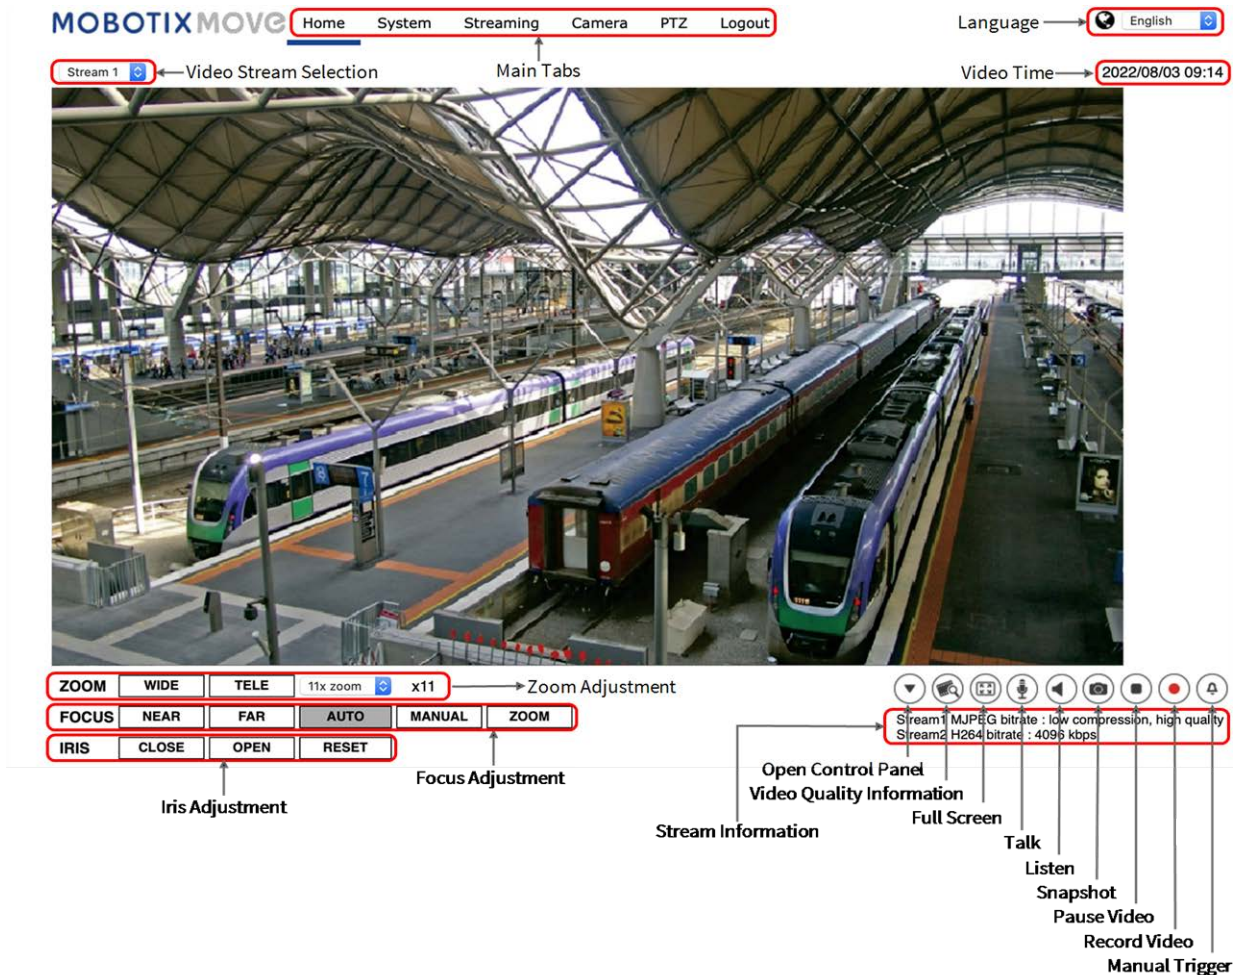 MOBOTIX MOVE
Home System Streaming Camera PTZ Logout
Language
English
Stream 1
Video Stream Selection
Main Tabs
Video Time
2022/08/03 09:14
ZOOM WIDE TELE 11x zoom x11
Zoom Adjustment
FOCUS NEAR FAR AUTO MANUAL ZOOM
IRIS CLOSE OPEN RESET
Stream1 MJPEG bitrate : low compression, high quality
Stream2 H264 bitrate : 4096 kbps
Focus Adjustment
Iris Adjustment
Open Control Panel
Video Quality Information
Full Screen
Stream Information
Talk
Listen
Snapshot
Pause Video
Record Video
Manual Trigger